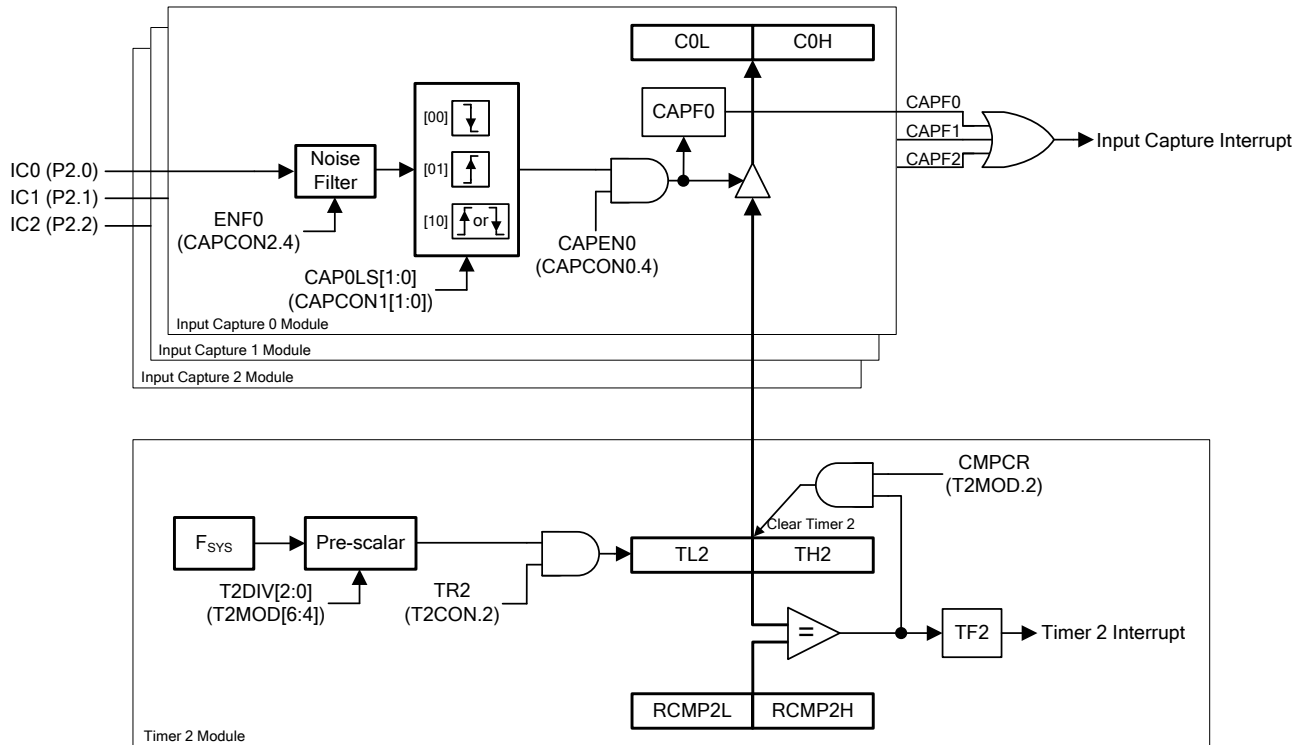 C0L C0H
CAPF0
CAPF0
CAPF1
CAPF2
Input Capture Interrupt
[00]
[01]
[10] or
Noise
Filter
IC0 (P2.0)
IC1 (P2.1)
IC2 (P2.2)
ENF0
(CAPCON2.4)
CAP0LS[1:0]
(CAPCON1[1:0])
CAPEN0
(CAPCON0.4)
Input Capture 0 Module
Input Capture 1 Module
Input Capture 2 Module
CMPCR
(T2MOD.2)
Clear Timer 2
FSYS
Pre-scalar
TL2 TH2
T2DIV[2:0]
(T2MOD[6:4])
TR2
(T2CON.2)
=
TF2
Timer 2 Interrupt
RCMP2L RCMP2H
Timer 2 Module